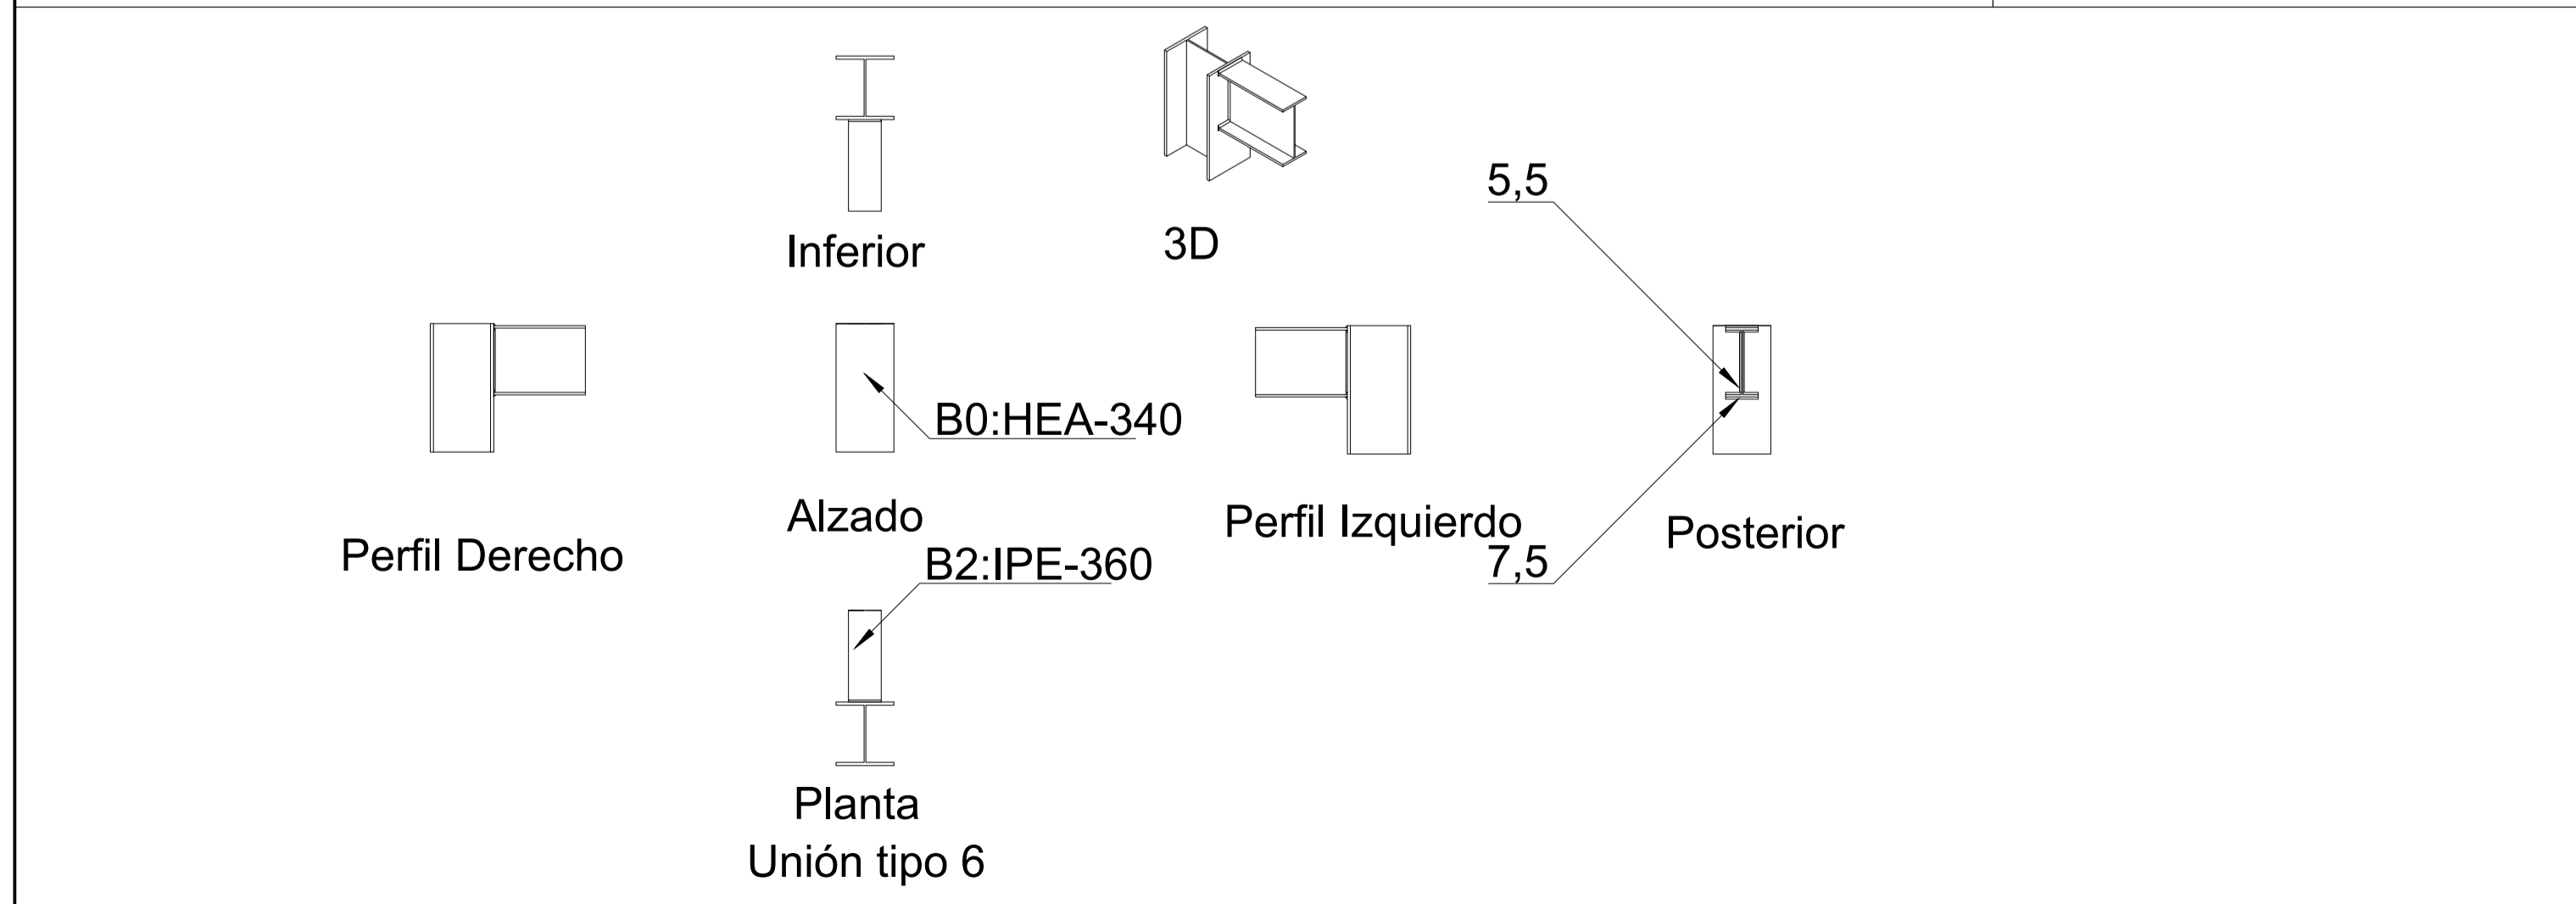 5,5
Inferior
3D
B0:HEA-340
Alzado
Perfil Izquierdo
Posterior
Perfil Derecho
B2:IPE-360
7,5
Planta
Unión tipo 6